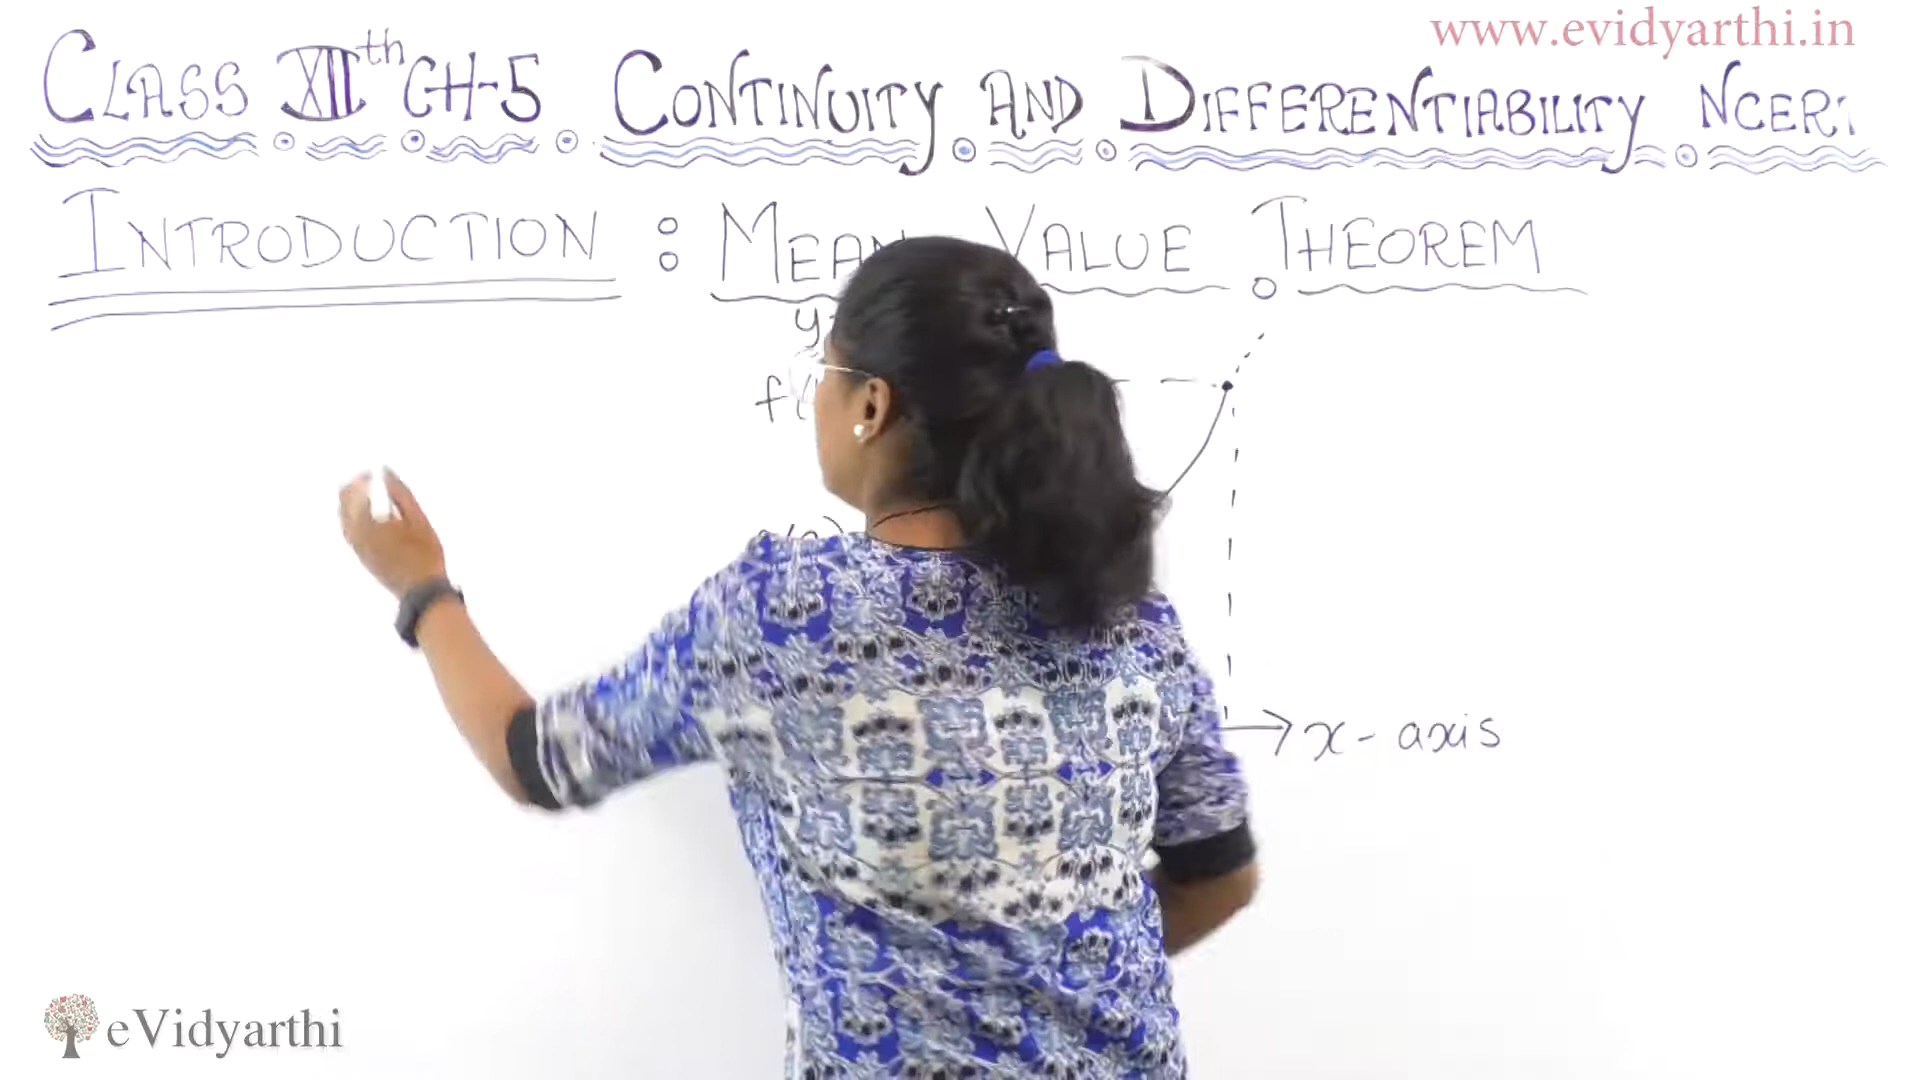 www.evidyarthi.in
CLASS XIIth CH-5 CONTINUITY AND DIFFERENTIABILITY NCERT
INTRODUCTION : MEAN VALUE THEOREM
y
f(
x - axis
eVidyarthi